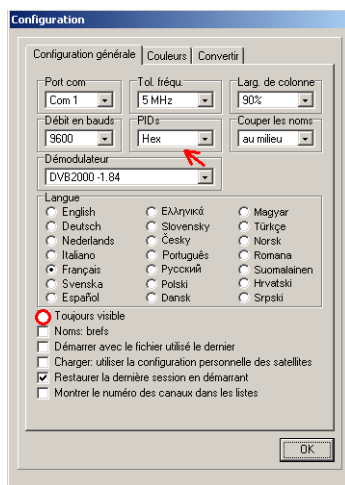 Configuration
Configuration générale Couleurs Convertir
Port com Tol. fréqu. Larg. de colonne
Com 1 5 MHz 90%
Débit en bauds PIDs Couper les noms
9600 Hex au milieu
Démodulateur
DVB2000 -1.84
Langue
English Ελληνικά Magyar
Deutsch Slovensky Türkçe
Nederlands Česky Norsk
Italiano Português Romana
Français Русский Suomalainen
Svenska Polski Hrvatski
Español Dansk Srpski
Toujours visible
Noms: brefs
Démarrer avec le fichier utilisé le dernier
Charger: utiliser la configuration personnelle des satellites
Restaurer la dernière session en démarrant
Montrer le numéro des canaux dans les listes
OK